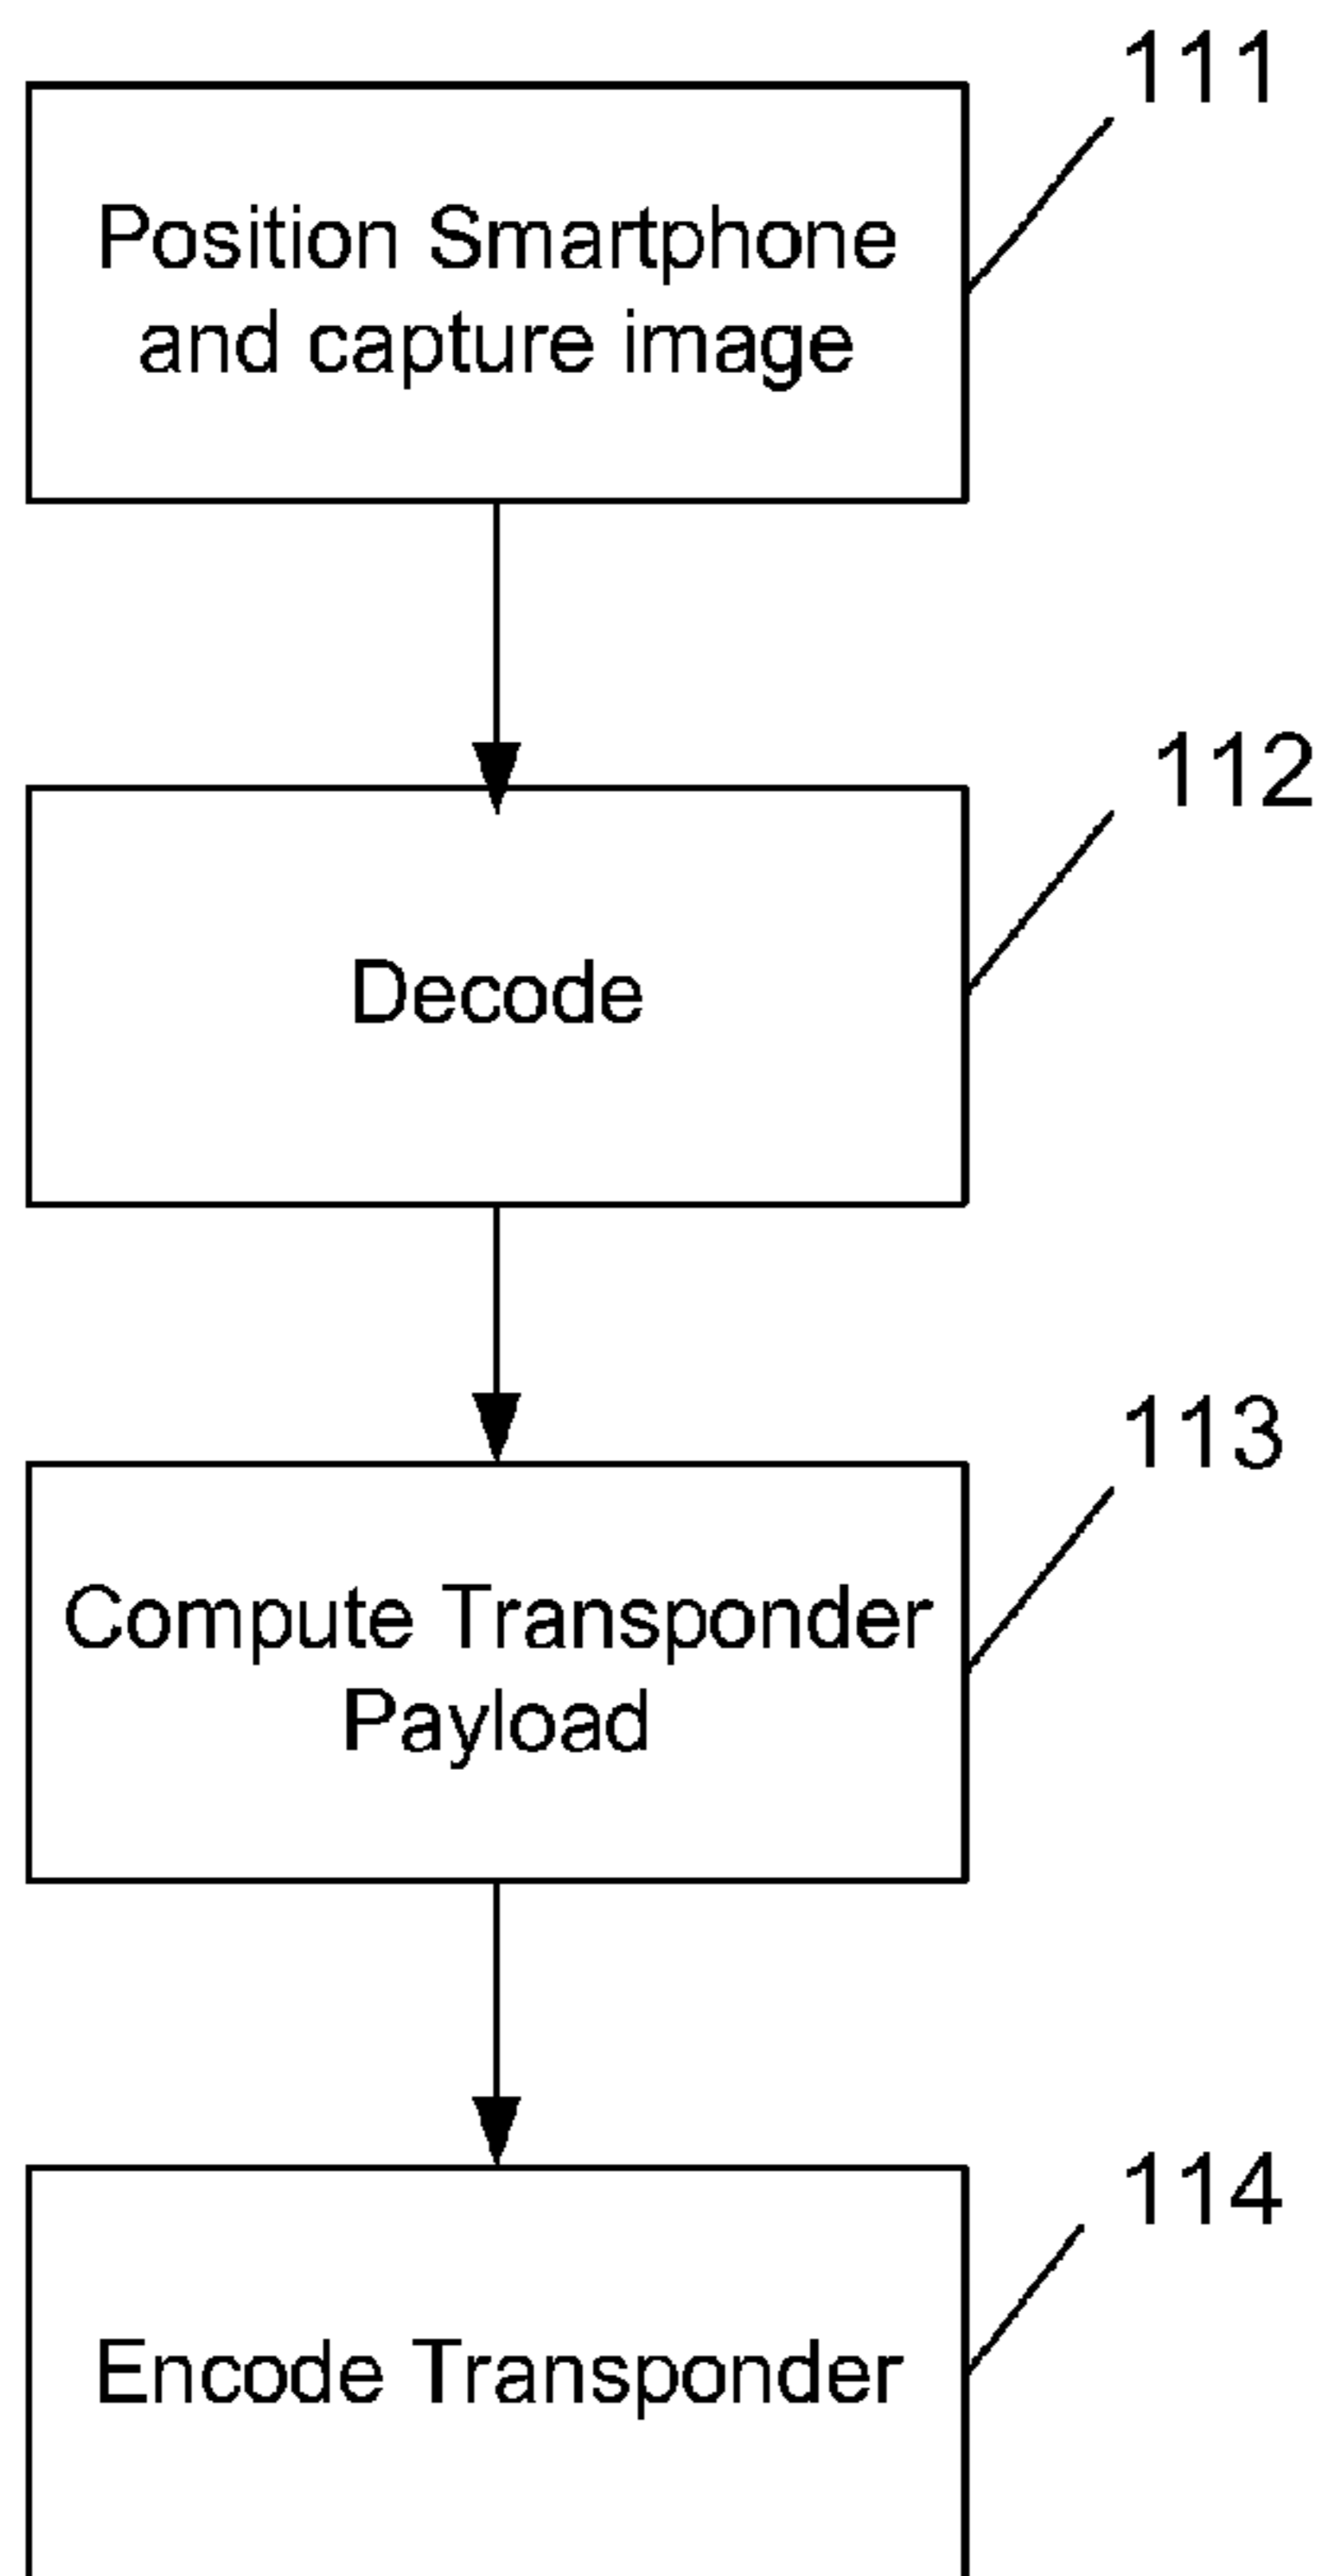 111
Position Smartphone
and capture image
112
Decode
113
Compute Transponder
Payload
114
Encode Transponder